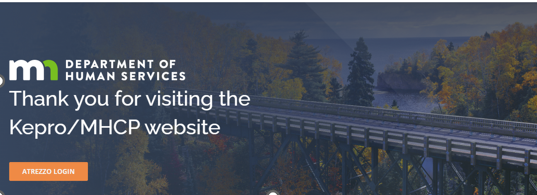 mn DEPARTMENT OF
HUMAN SERVICES
Thank you for visiting the
Kepro/MHCP website
ATREZZO LOGIN